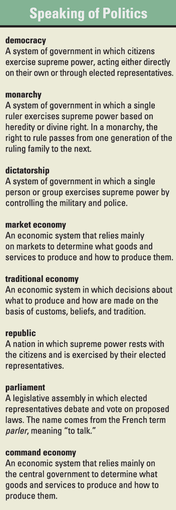 Speaking of Politics
democracy
A system of government in which citizens
exercise supreme power, acting either directly
on their own or through elected representatives.
monarchy
A system of government in which a single
ruler exercises supreme power based on
heredity or divine right. In a monarchy, the
right to rule passes from one generation of the
ruling family to the next.
dictatorship
A system of government in which a single
person or group exercises supreme power by
controlling the military and police.
market economy
An economic system that relies mainly
on markets to determine what goods and
services to produce and how to produce them.
traditional economy
An economic system in which decisions about
what to produce and how are made on the
basis of customs, beliefs, and tradition.
republic
A nation in which supreme power rests with
the citizens and is exercised by their elected
representatives.
parliament
A legislative assembly in which elected
representatives debate and vote on proposed
laws. The name comes from the French term
parler, meaning “to talk.”
command economy
An economic system that relies mainly on
the central government to determine what
goods and services to produce and how to
produce them.